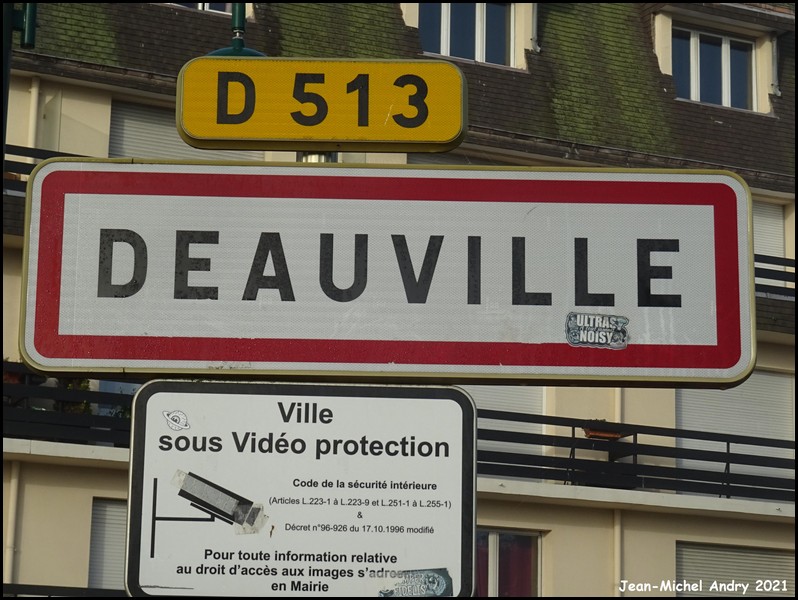 D 513
DEAUVILLE
ULTRAS
NOISY
Ville
sous Vidéo protection
Code de la sécurité intérieure
(Articles L.223-1 à L.223-9 et L.251-1 à L.255-1)
&
Décret n°96-926 du 17.10.1996 modifié
Pour toute information relative
au droit d'accès aux images s'adresser
en Mairie
Jean-Michel Andry 2021